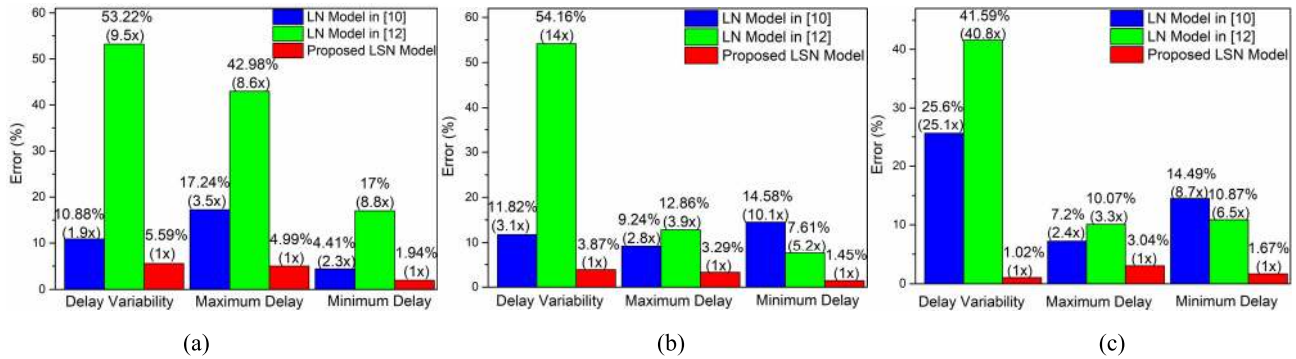 60
50
40
30
20
10
0
Error (%)
53.22%
(9.5x)
LN Model in [10]
LN Model in [12]
Proposed LSN Model
42.98%
(8.6x)
17.24%
(3.5x)
17%
(8.8x)
10.88%
(1.9x)
5.59%
(1x)
4.99%
(1x)
4.41%
(2.3x)
1.94%
(1x)
Delay Variability Maximum Delay Minimum Delay
(a)
60
50
40
30
20
10
0
Error (%)
54.16%
(14x)
LN Model in [10]
LN Model in [12]
Proposed LSN Model
11.82%
(3.1x)
3.87%
(1x)
9.24%
(2.8x)
12.86%
(3.9x)
3.29%
(1x)
14.58%
(10.1x)
7.61%
(5.2x)
1.45%
(1x)
Delay Variability Maximum Delay Minimum Delay
(b)
40
30
20
10
0
Error (%)
41.59%
(40.8x)
LN Model in [10]
LN Model in [12]
Proposed LSN Model
25.6%
(25.1x)
1.02%
(1x)
7.2%
(2.4x)
10.07%
(3.3x)
3.04%
(1x)
14.49%
(8.7x)
10.87%
(6.5x)
1.67%
(1x)
Delay Variability Maximum Delay Minimum Delay
(c)